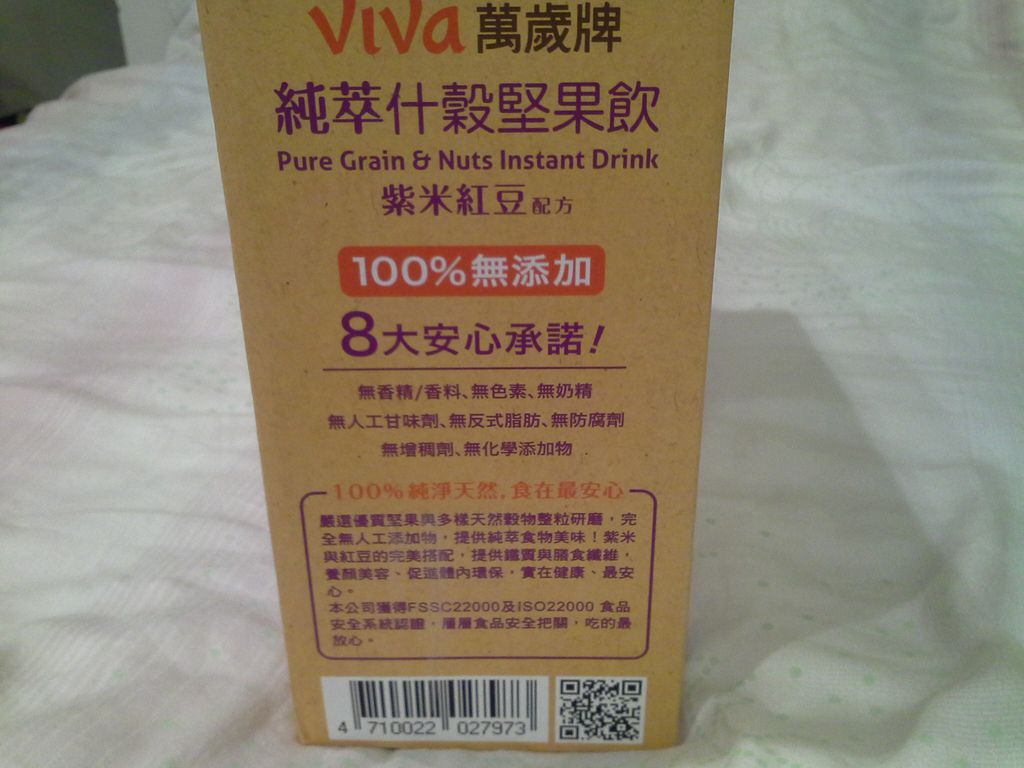 viva 萬歲牌
純萃什穀堅果飲
Pure Grain & Nuts Instant Drink
紫米紅豆配方
100%無添加
8大安心承諾!
無香精/香料、無色素、無奶精
無人工甘味劑、無反式脂肪、無防腐劑
無增稠劑、無化學添加物
100%純淨天然,食在最安心
嚴選優質堅果與多樣天然穀物整粒研磨，完
全無人工添加物，提供純萃食物美味！紫米
與紅豆的完美搭配，提供鐵質與膳食纖維，
養顏美容、促進體內環保，實在健康、最安
心。
本公司獲得FSSC22000及ISO22000 食品
安全系統認證，層層食品安全把關，吃的最
放心。
4 710022 027973